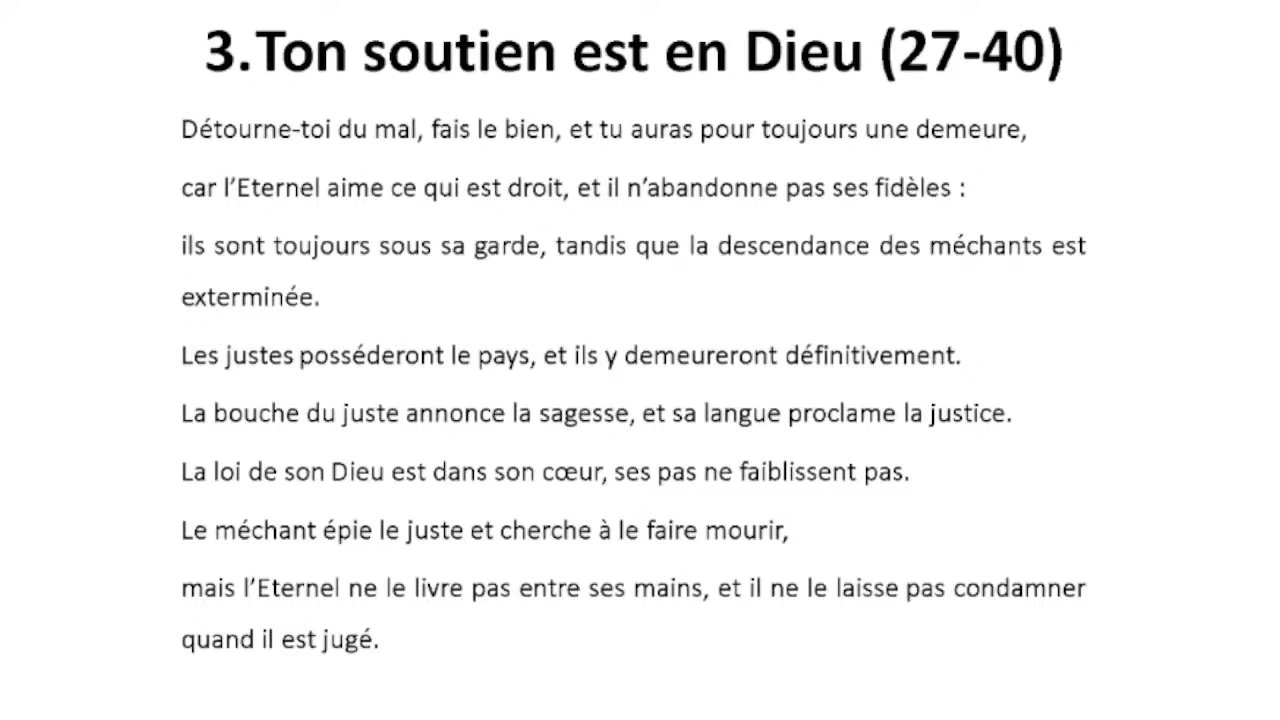 3.Ton soutien est en Dieu (27-40)
Détourne-toi du mal, fais le bien, et tu auras pour toujours une demeure,
car l’Eternel aime ce qui est droit, et il n’abandonne pas ses fidèles :
ils sont toujours sous sa garde, tandis que la descendance des méchants est
exterminée.
Les justes posséderont le pays, et ils y demeureront définitivement.
La bouche du juste annonce la sagesse, et sa langue proclame la justice.
La loi de son Dieu est dans son cœur, ses pas ne faiblissent pas.
Le méchant épie le juste et cherche à le faire mourir,
mais l’Eternel ne le livre pas entre ses mains, et il ne le laisse pas condamner
quand il est jugé.